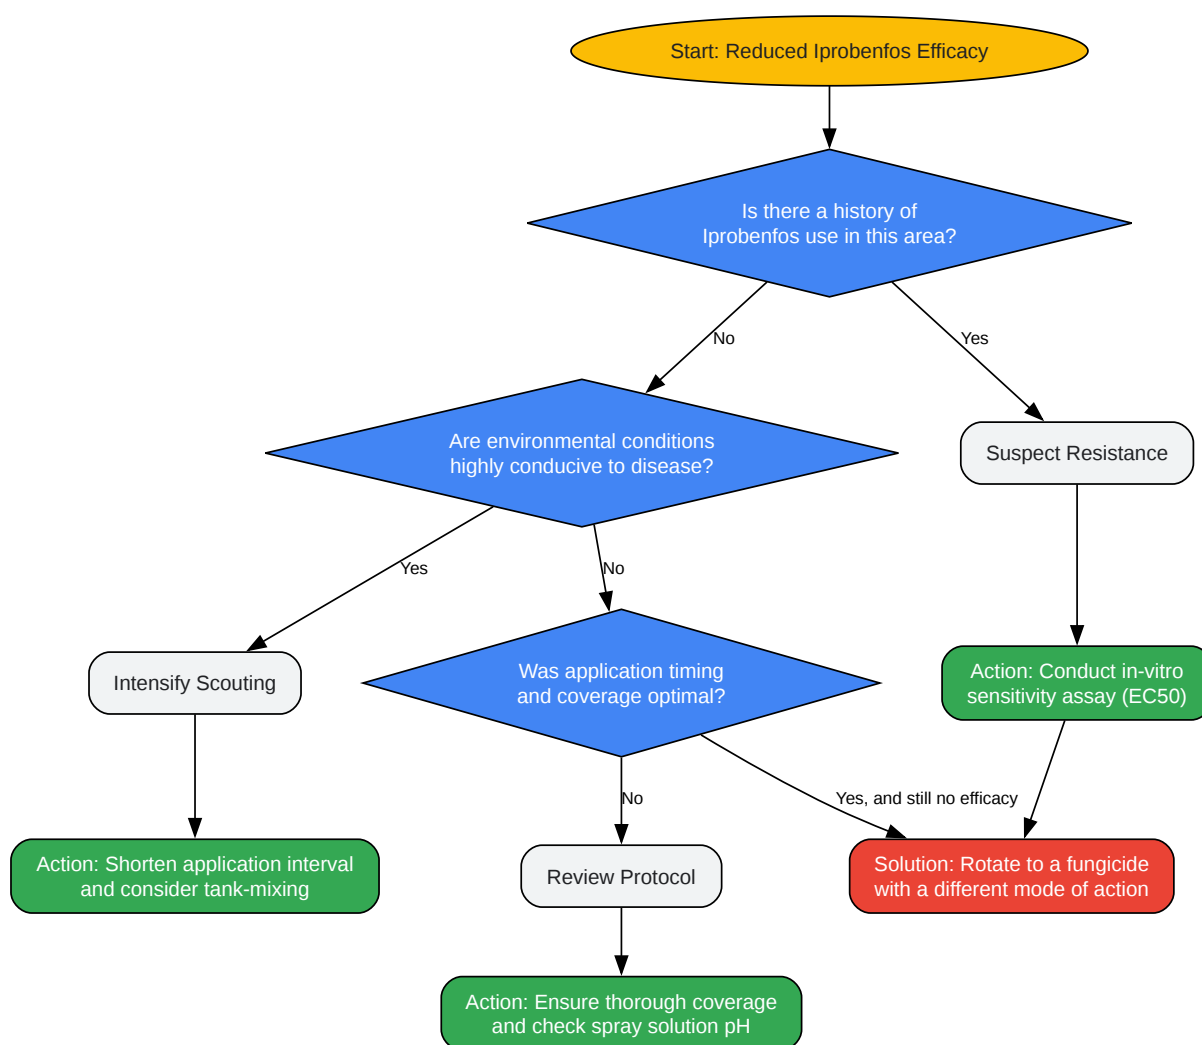 Start: Reduced Iprobenfos Efficacy
Is there a history of
Iprobenfos use in this area?
No
Yes
Are environmental conditions
highly conducive to disease?
Suspect Resistance
Yes
No
Intensify Scouting
Was application timing
and coverage optimal?
Action: Conduct in-vitro
sensitivity assay (EC50)
No
Yes, and still no efficacy
Action: Shorten application interval
and consider tank-mixing
Review Protocol
Solution: Rotate to a fungicide
with a different mode of action
Action: Ensure thorough coverage
and check spray solution pH